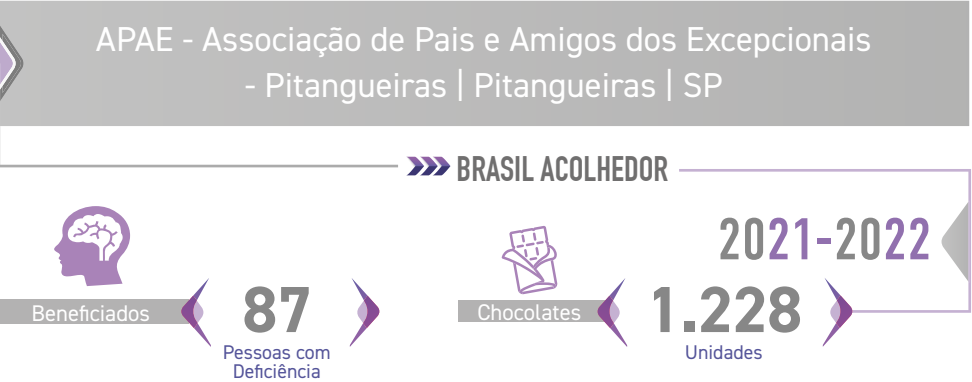 APAE - Associação de Pais e Amigos dos Excepcionais
- Pitangueiras | Pitangueiras | SP
BRASIL ACOLHEDOR
2021-2022
Beneficiados
87
Pessoas com
Deficiência
Chocolates
1.228
Unidades